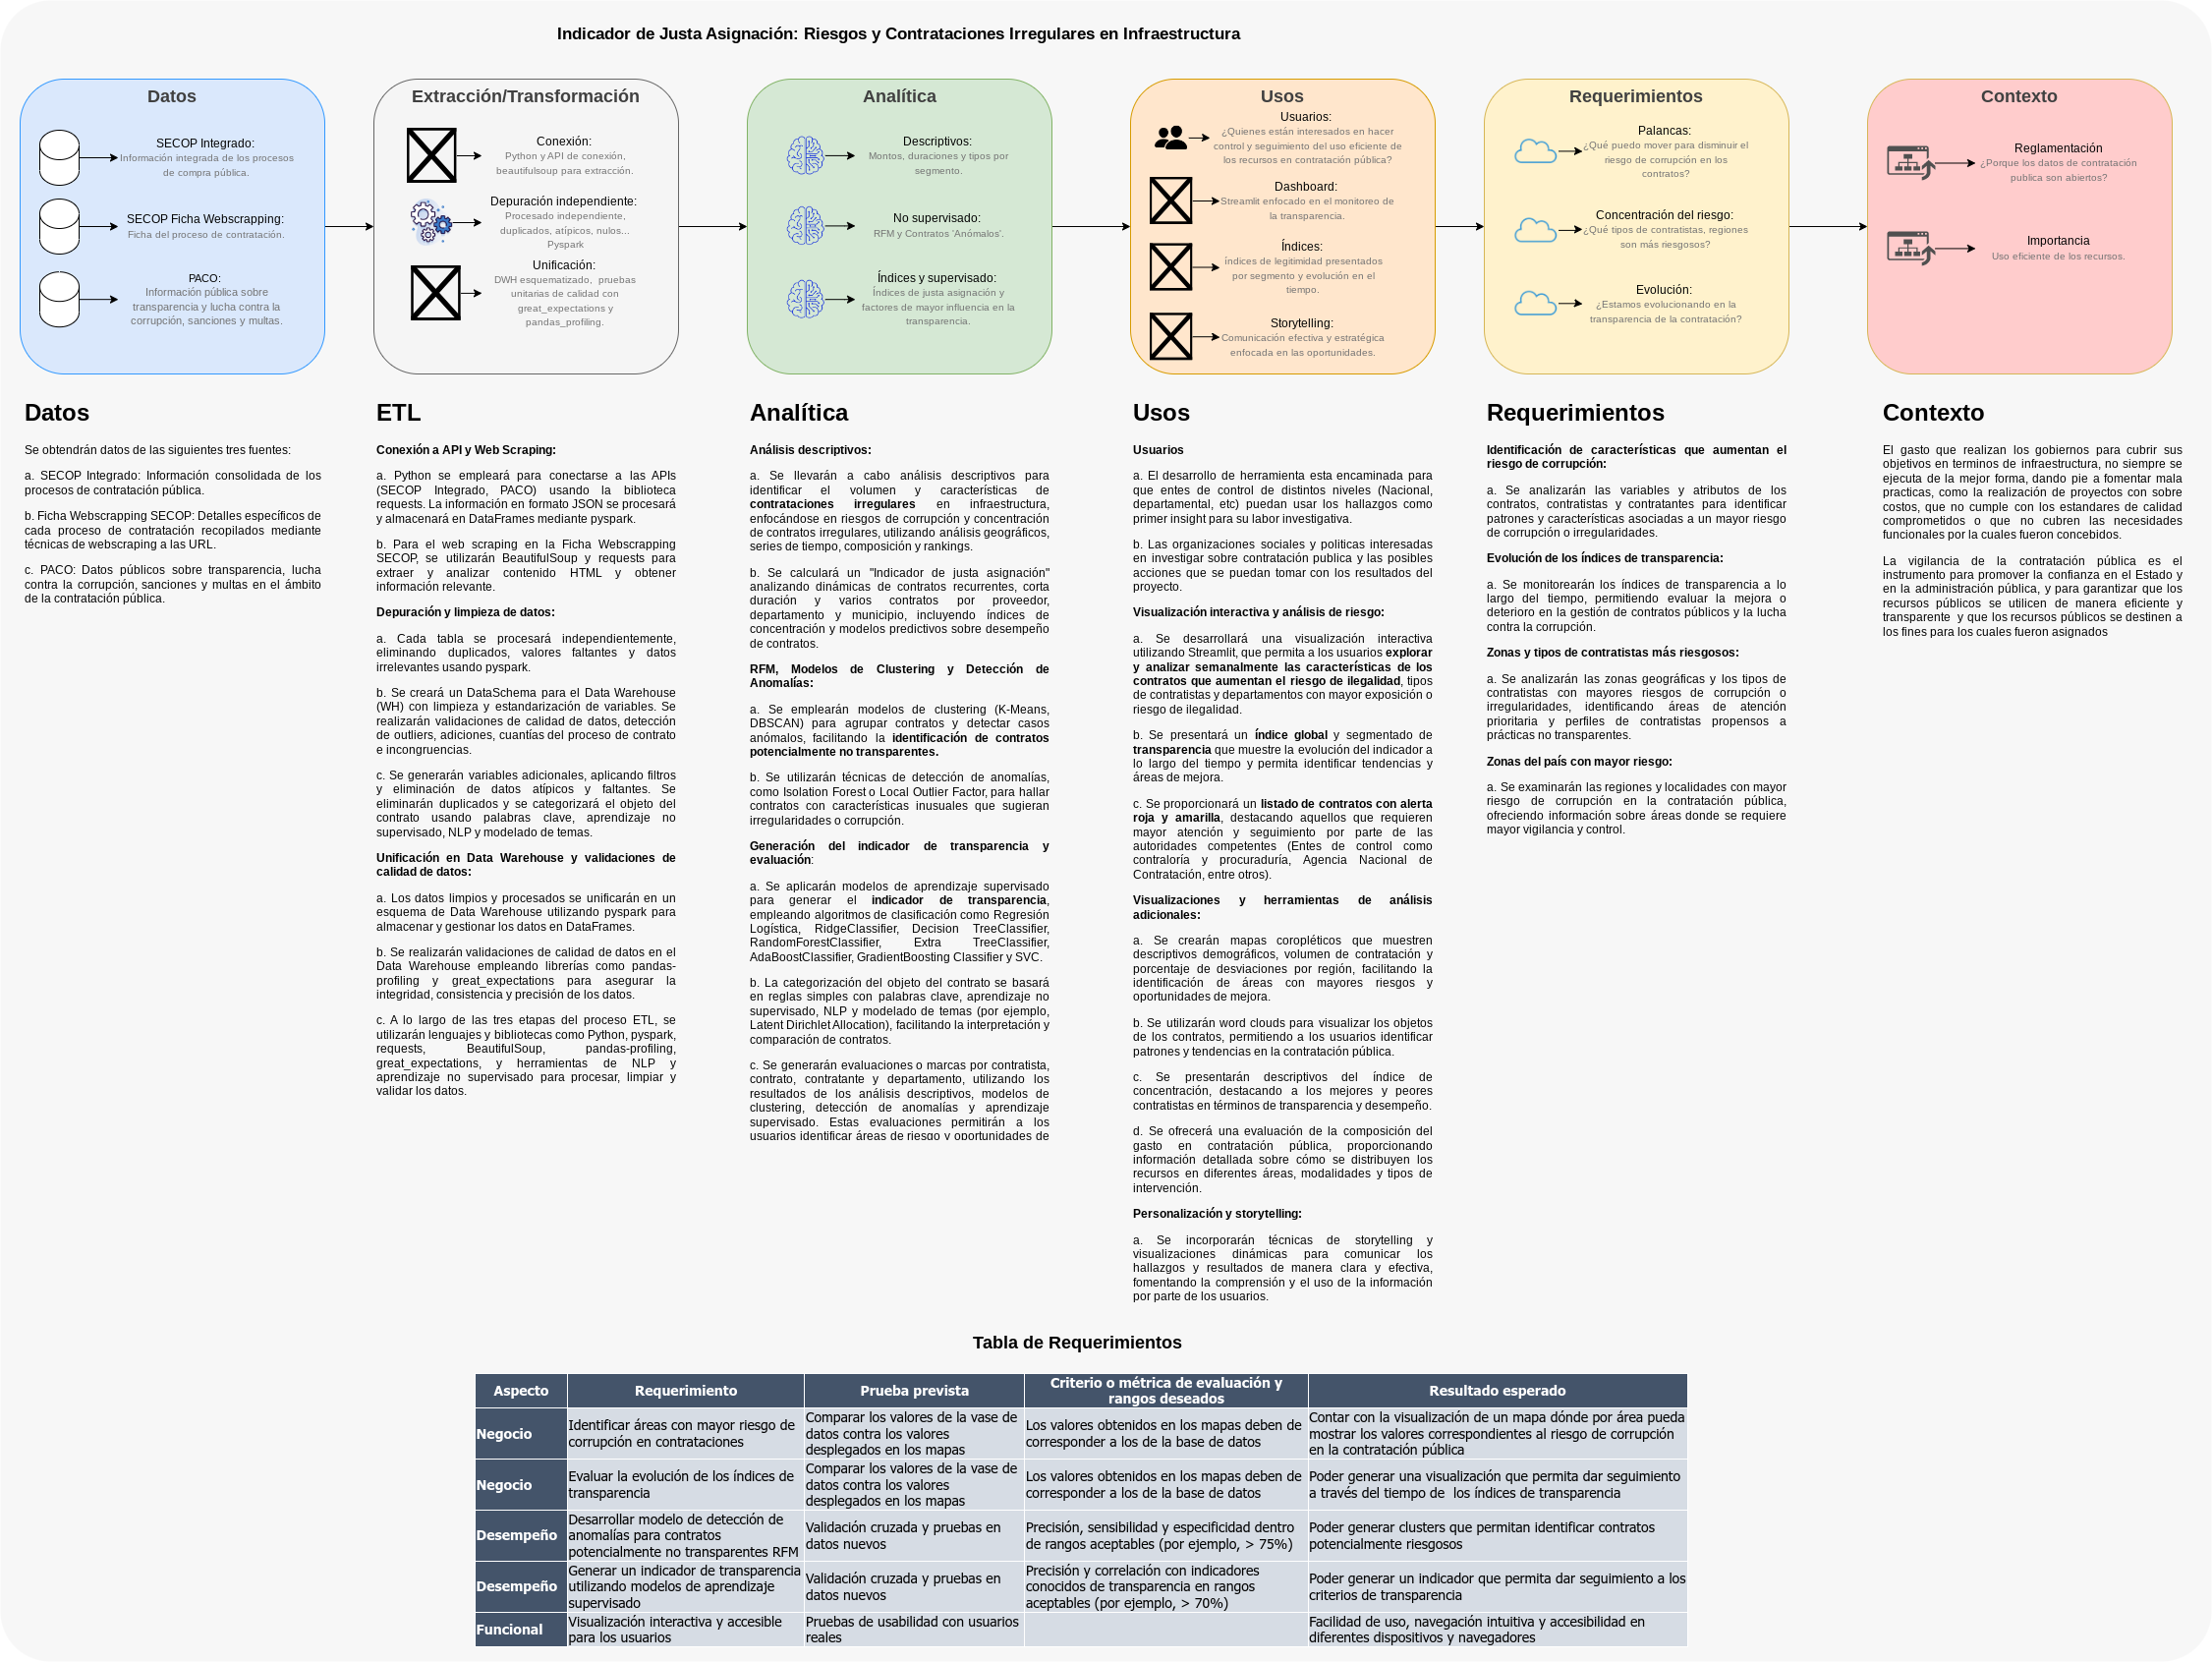 Indicador de Justa Asignación: Riesgos y Contrataciones Irregulares en Infraestructura
Datos
SECOP Integrado:
Información integrada de los procesos
de compra pública.
SECOP Ficha Webscrapping:
Ficha del proceso de contratación.
PACO:
Información pública sobre
transparencia y lucha contra la
corrupción, sanciones y multas.
Extracción/Transformación
Conexión:
Python y API de conexión,
beautifulsoup para extracción.
Depuración independiente:
Procesado independiente,
duplicados, atípicos, nulos...
Pyspark
Unificación:
DWH esquematizado, pruebas
unitarias de calidad con
great_expectations y
pandas_profiling.
Analítica
Descriptivos:
Montos, duraciones y tipos por
segmento.
No supervisado:
RFM y Contratos 'Anómalos'.
Índices y supervisado:
Índices de justa asignación y
factores de mayor influencia en la
transparencia.
Usos
Usuarios:
¿Quienes están interesados en hacer
control y seguimiento del uso eficiente de
los recursos en contratación pública?
Dashboard:
Streamlit enfocado en el monitoreo de
la transparencia.
Índices:
Índices de legitimidad presentados
por segmento y evolución en el
tiempo.
Storytelling:
Comunicación efectiva y estratégica
enfocada en las oportunidades.
Requerimientos
Palancas:
¿Qué puedo mover para disminuir el
riesgo de corrupción en los
contratos?
Concentración del riesgo:
¿Qué tipos de contratistas, regiones
son más riesgosos?
Evolución:
¿Estamos evolucionando en la
transparencia de la contratación?
Contexto
Reglamentación
¿Porque los datos de contratación
publica son abiertos?
Importancia
Uso eficiente de los recursos.
Datos
Se obtendrán datos de las siguientes tres fuentes:
a. SECOP Integrado: Información consolidada de los
procesos de contratación pública.
b. Ficha Webscrapping SECOP: Detalles específicos de
cada proceso de contratación recopilados mediante
técnicas de webscraping a las URL.
c. PACO: Datos públicos sobre transparencia, lucha
contra la corrupción, sanciones y multas en el ámbito
de la contratación pública.
ETL
Conexión a API y Web Scraping:
a. Python se empleará para conectarse a las APIs
(SECOP Integrado, PACO) usando la biblioteca
requests. La información en formato JSON se procesará
y almacenará en DataFrames mediante pyspark.
b. Para el web scraping en la Ficha Webscrapping
SECOP, se utilizarán BeautifulSoup y requests para
extraer y analizar contenido HTML y obtener
información relevante.
Depuración y limpieza de datos:
a. Cada tabla se procesará independientemente,
eliminando duplicados, valores faltantes y datos
irrelevantes usando pyspark.
b. Se creará un DataSchema para el Data Warehouse
(WH) con limpieza y estandarización de variables. Se
realizarán validaciones de calidad de datos, detección
de outliers, adiciones, cuantías del proceso de contrato
e incongruencias.
c. Se generarán variables adicionales, aplicando filtros
y eliminación de datos atípicos y faltantes. Se
eliminarán duplicados y se categorizará el objeto del
contrato usando palabras clave, aprendizaje no
supervisado, NLP y modelado de temas.
Unificación en Data Warehouse y validaciones de
calidad de datos:
a. Los datos limpios y procesados se unificarán en un
esquema de Data Warehouse utilizando pyspark para
almacenar y gestionar los datos en DataFrames.
b. Se realizarán validaciones de calidad de datos en el
Data Warehouse empleando librerías como pandas-
profiling y great_expectations para asegurar la
integridad, consistencia y precisión de los datos.
c. A lo largo de las tres etapas del proceso ETL, se
utilizarán lenguajes y bibliotecas como Python, pyspark,
requests, BeautifulSoup, pandas-profiling,
great_expectations, y herramientas de NLP y
aprendizaje no supervisado para procesar, limpiar y
validar los datos.
Analítica
Análisis descriptivos:
a. Se llevarán a cabo análisis descriptivos para
identificar el volumen y características de
contrataciones irregulares en infraestructura,
enfocándose en riesgos de corrupción y concentración
de contratos irregulares, utilizando análisis geográficos,
series de tiempo, composición y rankings.
b. Se calculará un "Indicador de justa asignación"
analizando dinámicas de contratos recurrentes, corta
duración y varios contratos por proveedor,
departamento y municipio, incluyendo índices de
concentración y modelos predictivos sobre desempeño
de contratos.
RFM, Modelos de Clustering y Detección de
Anomalías:
a. Se emplearán modelos de clustering (K-Means,
DBSCAN) para agrupar contratos y detectar casos
anómalos, facilitando la identificación de contratos
potencialmente no transparentes.
b. Se utilizarán técnicas de detección de anomalías,
como Isolation Forest o Local Outlier Factor, para hallar
contratos con características inusuales que sugieran
irregularidades o corrupción.
Generación del indicador de transparencia y
evaluación:
a. Se aplicarán modelos de aprendizaje supervisado
para generar el indicador de transparencia,
empleando algoritmos de clasificación como Regresión
Logística, RidgeClassifier, Decision TreeClassifier,
RandomForestClassifier, Extra TreeClassifier,
AdaBoostClassifier, GradientBoosting Classifier y SVC.
b. La categorización del objeto del contrato se basará
en reglas simples con palabras clave, aprendizaje no
supervisado, NLP y modelado de temas (por ejemplo,
Latent Dirichlet Allocation), facilitando la interpretación y
comparación de contratos.
c. Se generarán evaluaciones o marcas por contratista,
contrato, contratante y departamento, utilizando los
resultados de los análisis descriptivos, modelos de
clustering, detección de anomalías y aprendizaje
supervisado. Estas evaluaciones permitirán a los
usuarios identificar áreas de riesgo y oportunidades de
Usos
Usuarios
a. El desarrollo de herramienta esta encaminada para
que entes de control de distintos niveles (Nacional,
departamental, etc) puedan usar los hallazgos como
primer insight para su labor investigativa.
b. Las organizaciones sociales y politicas interesadas
en investigar sobre contratación publica y las posibles
acciones que se puedan tomar con los resultados del
proyecto.
Visualización interactiva y análisis de riesgo:
a. Se desarrollará una visualización interactiva
utilizando Streamlit, que permita a los usuarios explorar
y analizar semanalmente las características de los
contratos que aumentan el riesgo de ilegalidad, tipos
de contratistas y departamentos con mayor exposición o
riesgo de ilegalidad.
b. Se presentará un índice global y segmentado de
transparencia que muestre la evolución del indicador a
lo largo del tiempo y permita identificar tendencias y
áreas de mejora.
c. Se proporcionará un listado de contratos con alerta
roja y amarilla, destacando aquellos que requieren
mayor atención y seguimiento por parte de las
autoridades competentes (Entes de control como
contraloría y procuraduría, Agencia Nacional de
Contratación, entre otros).
Visualizaciones y herramientas de análisis
adicionales:
a. Se crearán mapas coropléticos que muestren
descriptivos demográficos, volumen de contratación y
porcentaje de desviaciones por región, facilitando la
identificación de áreas con mayores riesgos y
oportunidades de mejora.
b. Se utilizarán word clouds para visualizar los objetos
de los contratos, permitiendo a los usuarios identificar
patrones y tendencias en la contratación pública.
c. Se presentarán descriptivos del índice de
concentración, destacando a los mejores y peores
contratistas en términos de transparencia y desempeño.
d. Se ofrecerá una evaluación de la composición del
gasto en contratación pública, proporcionando
información detallada sobre cómo se distribuyen los
recursos en diferentes áreas, modalidades y tipos de
intervención.
Personalización y storytelling:
a. Se incorporarán técnicas de storytelling y
visualizaciones dinámicas para comunicar los
hallazgos y resultados de manera clara y efectiva,
fomentando la comprensión y el uso de la información
por parte de los usuarios.
Requerimientos
Identificación de características que aumentan el
riesgo de corrupción:
a. Se analizarán las variables y atributos de los
contratos, contratistas y contratantes para identificar
patrones y características asociadas a un mayor riesgo
de corrupción o irregularidades.
Evolución de los índices de transparencia:
a. Se monitorearán los índices de transparencia a lo
largo del tiempo, permitiendo evaluar la mejora o
deterioro en la gestión de contratos públicos y la lucha
contra la corrupción.
Zonas y tipos de contratistas más riesgosos:
a. Se analizarán las zonas geográficas y los tipos de
contratistas con mayores riesgos de corrupción o
irregularidades, identificando áreas de atención
prioritaria y perfiles de contratistas propensos a
prácticas no transparentes.
Zonas del país con mayor riesgo:
a. Se examinarán las regiones y localidades con mayor
riesgo de corrupción en la contratación pública,
ofreciendo información sobre áreas donde se requiere
mayor vigilancia y control.
Contexto
El gasto que realizan los gobiernos para cubrir sus
objetivos en terminos de infraestructura, no siempre se
ejecuta de la mejor forma, dando pie a fomentar mala
practicas, como la realización de proyectos con sobre
costos, que no cumple con los estandares de calidad
comprometidos o que no cubren las necesidades
funcionales por la cuales fueron concebidos.
La vigilancia de la contratación pública es el
instrumento para promover la confianza en el Estado y
en la administración pública, y para garantizar que los
recursos públicos se utilicen de manera eficiente y
transparente y que los recursos públicos se destinen a
los fines para los cuales fueron asignados
Tabla de Requerimientos
Aspecto
Requerimiento
Prueba prevista
Criterio o métrica de evaluación y
rangos deseados
Resultado esperado
Negocio
Identificar áreas con mayor riesgo de
corrupción en contrataciones
Comparar los valores de la vase de
datos contra los valores
desplegados en los mapas
Los valores obtenidos en los mapas deben de
corresponder a los de la base de datos
Contar con la visualización de un mapa dónde por área pueda
mostrar los valores correspondientes al riesgo de corrupción
en la contratación pública
Negocio
Evaluar la evolución de los índices de
transparencia
Comparar los valores de la vase de
datos contra los valores
desplegados en los mapas
Los valores obtenidos en los mapas deben de
corresponder a los de la base de datos
Poder generar una visualización que permita dar seguimiento
a través del tiempo de los índices de transparencia
Desempeño
Desarrollar modelo de detección de
anomalías para contratos
potencialmente no transparentes RFM
Validación cruzada y pruebas en
datos nuevos
Precisión, sensibilidad y especificidad dentro
de rangos aceptables (por ejemplo, > 75%)
Poder generar clusters que permitan identificar contratos
potencialmente riesgosos
Desempeño
Generar un indicador de transparencia
utilizando modelos de aprendizaje
supervisado
Validación cruzada y pruebas en
datos nuevos
Precisión y correlación con indicadores
conocidos de transparencia en rangos
aceptables (por ejemplo, > 70%)
Poder generar un indicador que permita dar seguimiento a los
criterios de transparencia
Funcional
Visualización interactiva y accesible
para los usuarios
Pruebas de usabilidad con usuarios
reales
Facilidad de uso, navegación intuitiva y accesibilidad en
diferentes dispositivos y navegadores